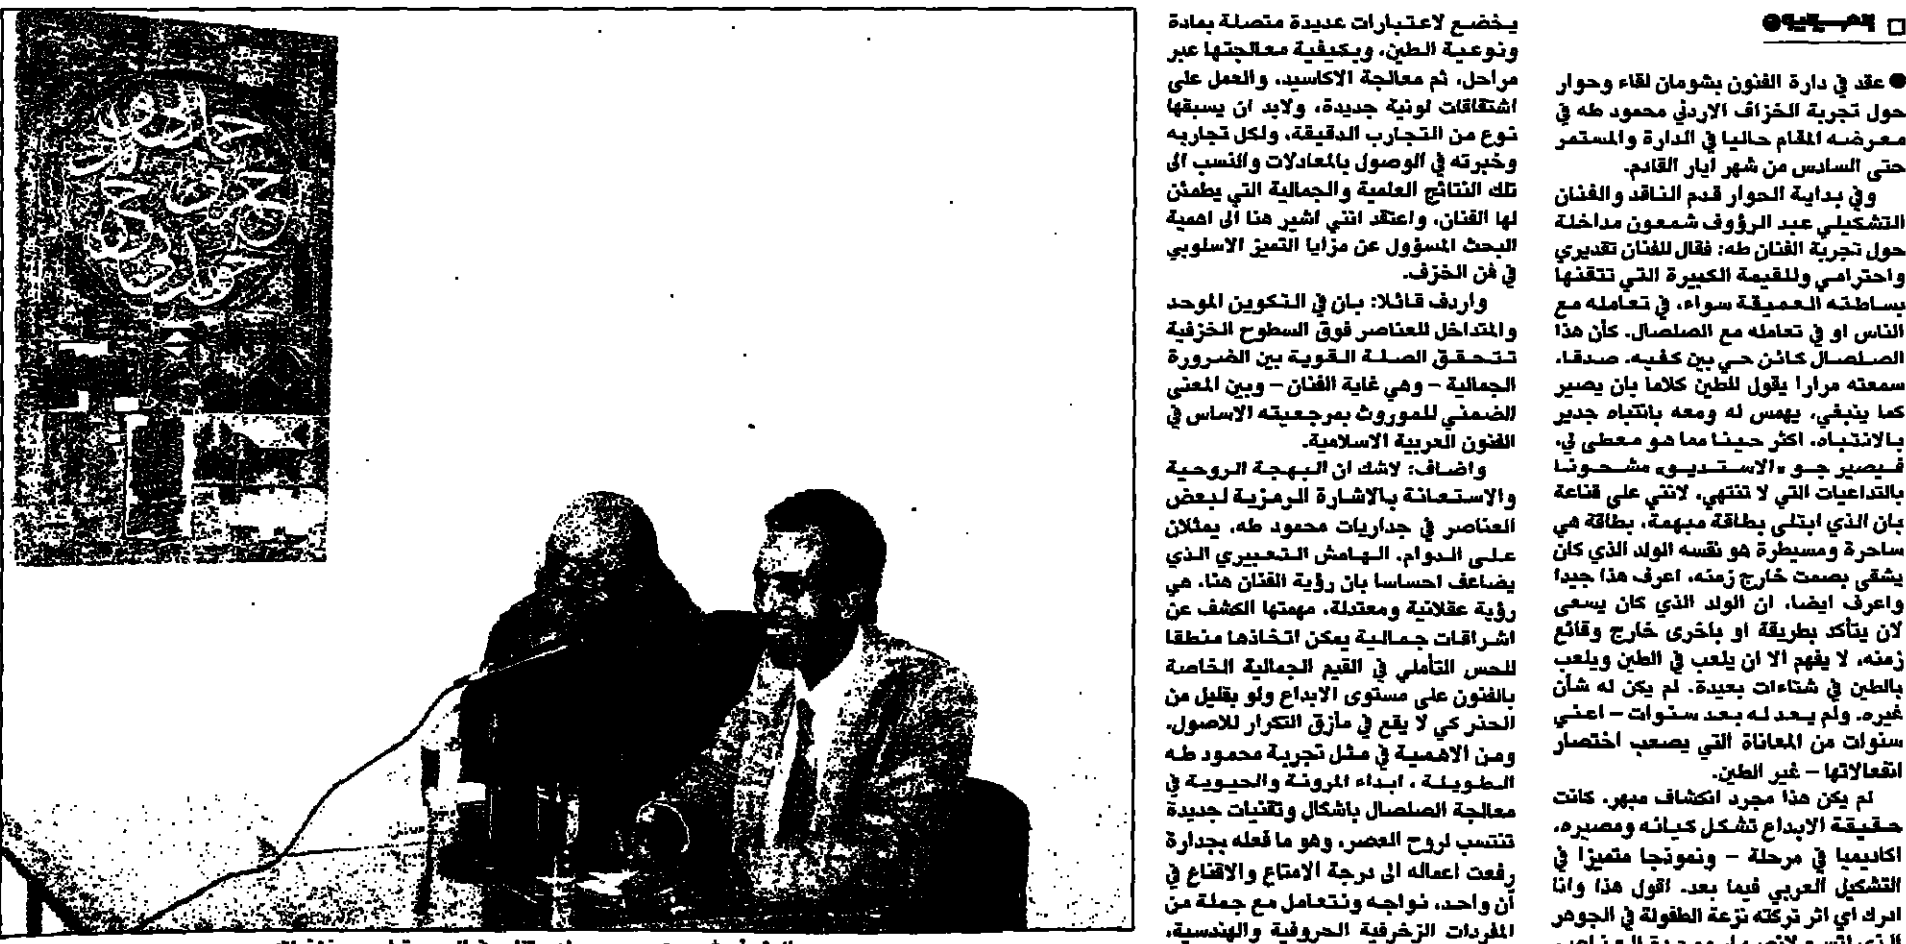 ● عقد في دارة الفنون بشومان لقاء وحوار
حول تجربة الخزاف الاردني محمود طه في
معرضه المقام حاليا في الدارة والمستمر
حتى السادس من شهر أيار القادم.
وفي بداية الحوار قدم الناقد والفنان
التشكيلي عبد الرؤوف شمعون مداخلة
حول تجربة الفنان طه: فقال للفنان تقديري
واحترامي وللقيمة الكبيرة التي تتقنها
بساطته العميقة سواء، في تعامله مع
الناس او في تعامله مع الصلصال. كأن هذا
الصلصال كائن حي بين كفيه. صدقا.
سمعته مرارا يقول للطين كلاما بان يصير
كما ينبغي، يهمس له ومعه بانتباه جدير
بالانتباه، اكثر حينا مما هو معطى لي،
فيصير جو «الاستديو» مشحونا
بالتداعيات التي لا تنتهي، لانني على قناعة
بان الذي ابتلى بطاقة مبهمة، بطاقة هي
ساحرة ومسيطرة هو نفسه الولد الذي كان
يشقى بصمت خارج زمنه، اعرف هذا جيدا
واعرف ايضا، ان الولد الذي كان يسعى
لان يتأكد بطريقة او بأخرى خارج وقائع
زمنه، لا يفهم الا ان يلعب في الطين ويلعب
بالطين في شتاءات بعيدة. لم يكن له شأن
غيره. ولم يعد له بعد سنوات – اعني
سنوات من المعاناة التي يصعب اختصار
انفعالاتها – غير الطين.
لم يكن هذا مجرد انكشاف مبهر. كانت
حقيقة الابداع تشكل كيانه ومصيره،
اكاديميا في مرحلة – ونموذجا متميزا في
التشكيل العربي فيما بعد. اقول هذا وانا
ادرك اي اثر تركته نزعة الطفولة في الجوهر
يخضع لاعتبارات عديدة متصلة بمادة
ونوعية الطين، وبكيفية معالجتها عبر
مراحل، ثم معالجة الاكاسيد، والعمل على
اشتقاقات لونية جديدة، ولابد ان يسبقها
نوع من التجارب الدقيقة، ولكل تجاربه
وخبرته في الوصول بالمعادلات والنسب الى
تلك النتائج العلمية والجمالية التي يطمئن
لها الفنان، واعتقد انني اشير هنا الى اهمية
البحث المسؤول عن مزايا التميز الاسلوبي
في فن الخزف.
واردف قائلا: بان في التكوين الموحد
والمتداخل للعناصر فوق السطوح الخزفية
تتحقق الصلة القوية بين الضرورة
الجمالية – وهي غاية الفنان – وبين المعنى
الضمني للموروث بمرجعيته الاساس في
الفنون العربية الاسلامية.
واضاف: لاشك ان البهجة الروحية
والاستعانة بالاشارة الرمزية لبعض
العناصر في جداريات محمود طه، يمثلان
على الدوام، الهامش التعبيري الذي
يضاعف احساسا بان رؤية الفنان هنا، هي
رؤية عقلانية ومعتدلة، مهمتها الكشف عن
اشراقات جمالية يمكن اتخاذها منطقا
للحس التأملي في القيم الجمالية الخاصة
بالفنون على مستوى الابداع ولو بقليل من
الحذر كي لا يقع في مأزق التكرار للاصول.
ومن الاهمية في مثل تجربة محمود طه
الطويلة، ابداء المرونة والحيوية في
معالجة الصلصال باشكال وتقنيات جديدة
تنتسب لروح العصر، وهو ما فعله بجدارة
رفعت اعماله الى درجة الامتاع والاقناع في
آن واحد، نواجه ونتعامل مع جملة من
المفردات الزخرفية الحروفية والهندسية،